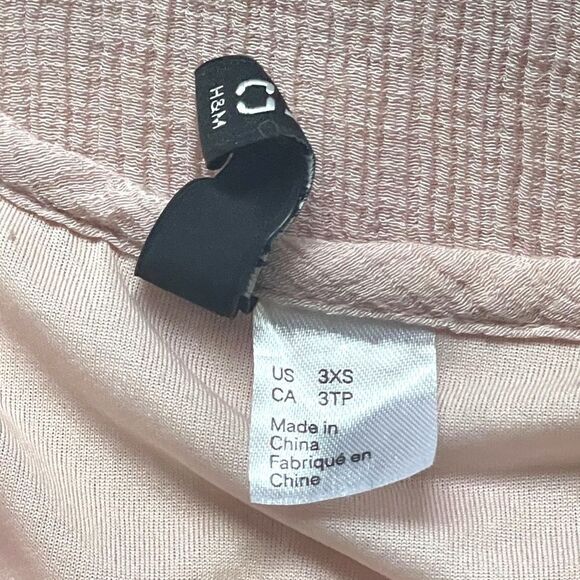 H&M
US 3XS
CA 3TP
Made in
China
Fabriqué en
Chine